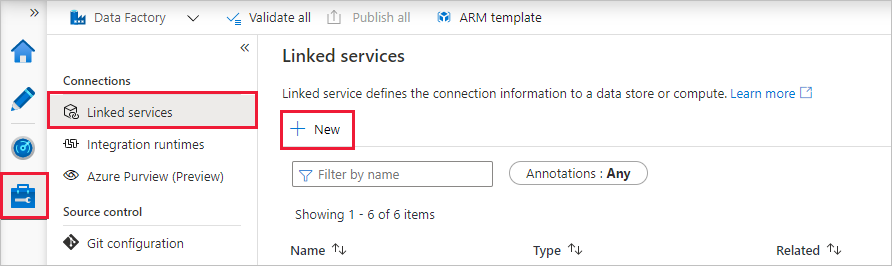 Data Factory Validate all Publish all ARM template
Connections
Linked services
Integration runtimes
Azure Purview (Preview)
Source control
Git configuration
Linked services
Linked service defines the connection information to a data store or compute. Learn more
New
Filter by name Annotations : Any
Showing 1 - 6 of 6 items
Name Type Related